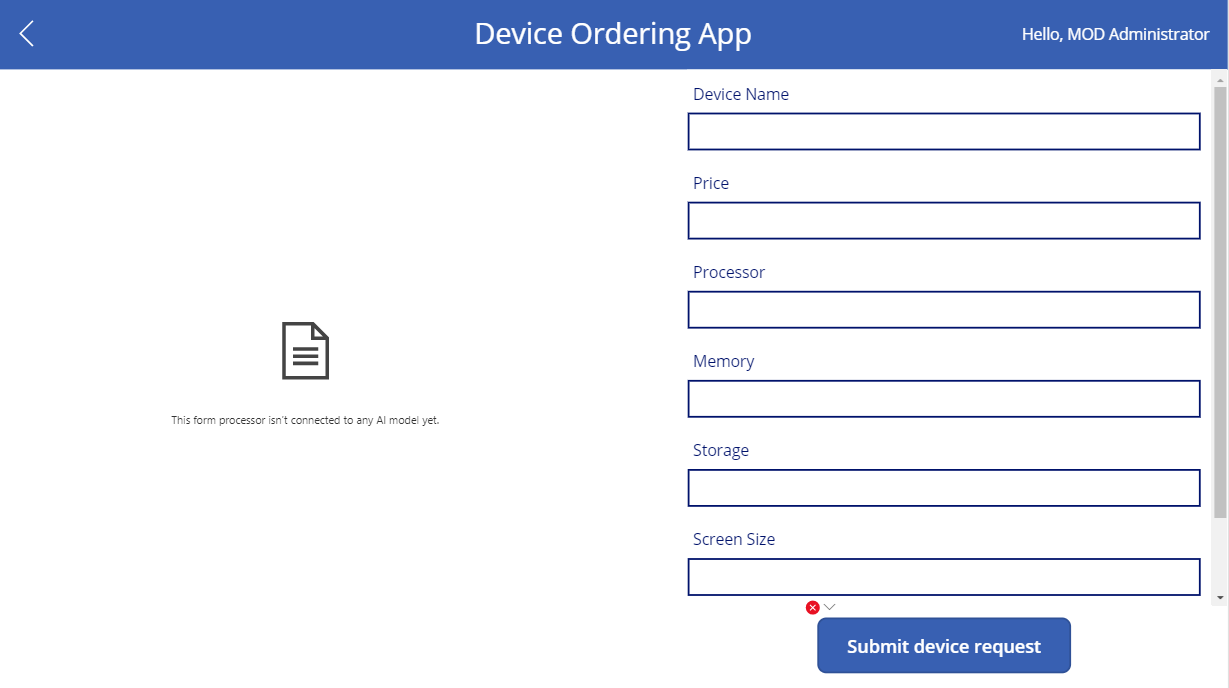 Device Ordering App
Hello, MOD Administrator
Device Name
Price
Processor
Memory
Storage
Screen Size
This form processor isn't connected to any AI model yet.
Submit device request